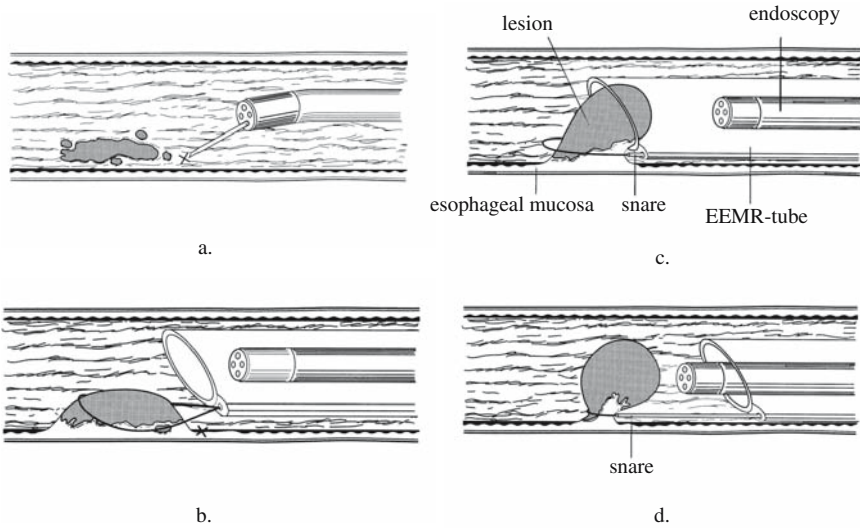 lesion
endoscopy
esophageal mucosa
snare
EEMR-tube
a.
c.
snare
b.
d.